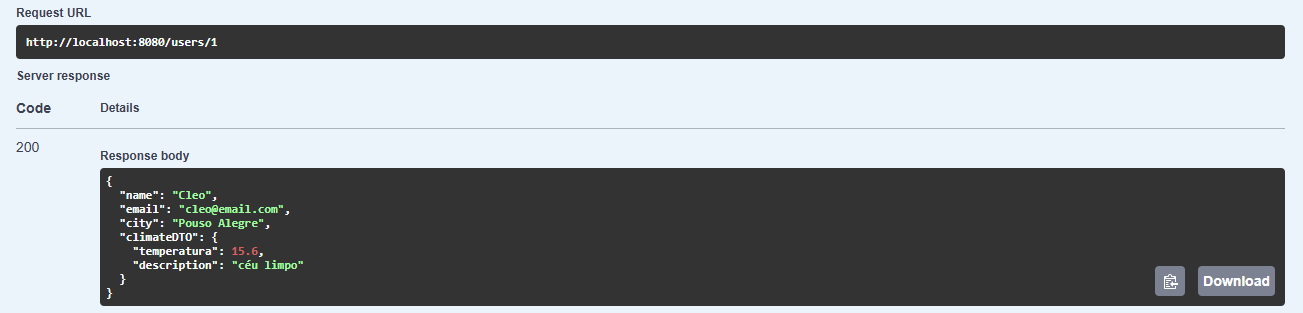 Request URL
http://localhost:8080/users/1
Server response
Code Details
200
Response body
{
  "name": "Cleo",
  "email": "cleo@email.com",
  "city": "Pouso Alegre",
  "climateDTO": {
    "temperatura": 15.6,
    "description": "céu limpo"
  }
}
Download